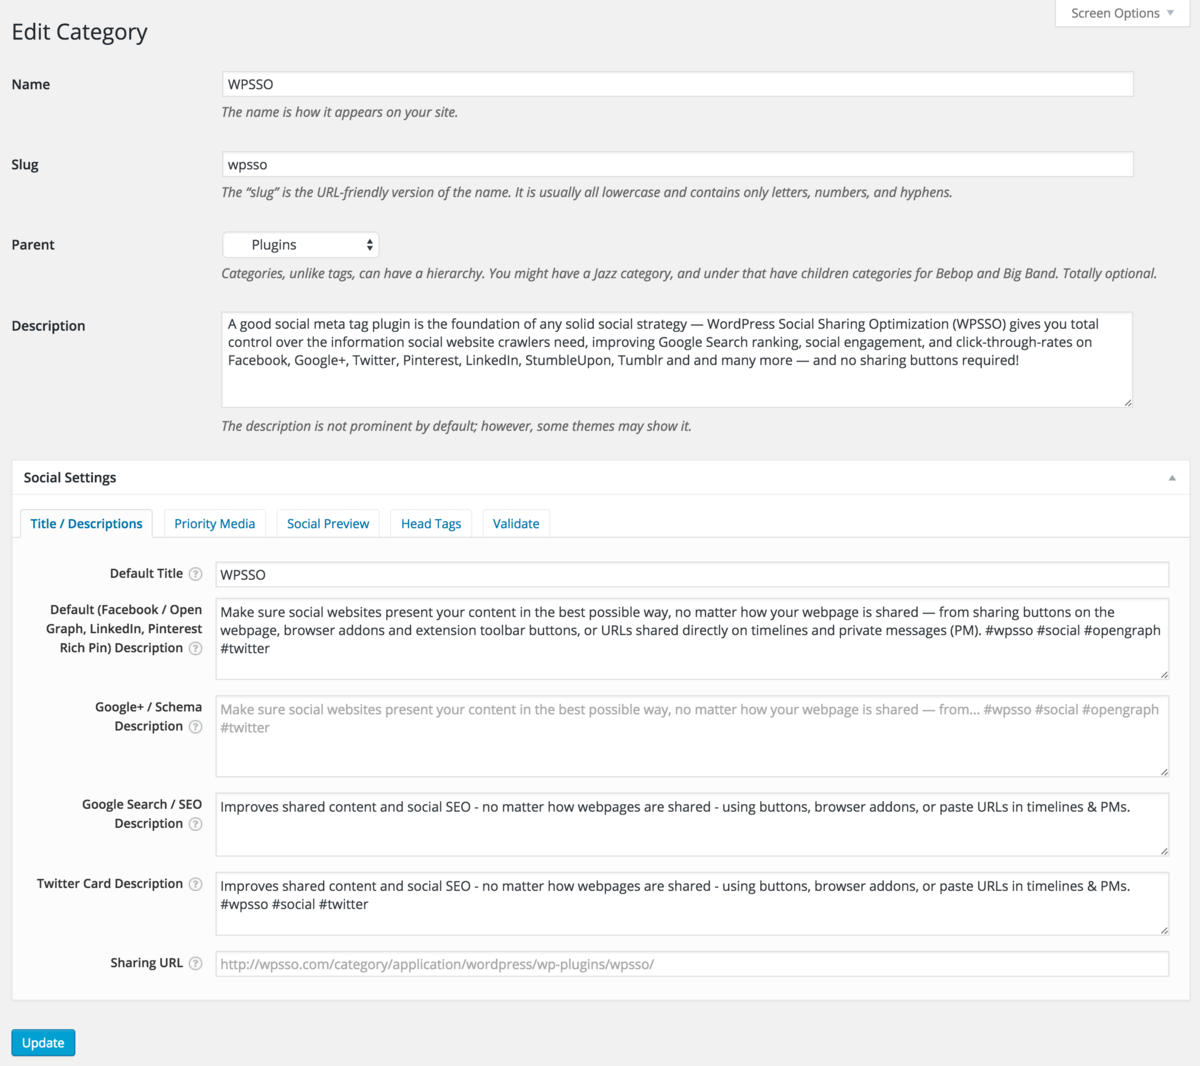 Screen Options
Edit Category
Name
WPSSO
The name is how it appears on your site.
Slug
wpsso
The “slug” is the URL-friendly version of the name. It is usually all lowercase and contains only letters, numbers, and hyphens.
Parent
Plugins
Categories, unlike tags, can have a hierarchy. You might have a Jazz category, and under that have children categories for Bebop and Big Band. Totally optional.
Description
A good social meta tag plugin is the foundation of any solid social strategy — WordPress Social Sharing Optimization (WPSSO) gives you total
control over the information social website crawlers need, improving Google Search ranking, social engagement, and click-through-rates on
Facebook, Google+, Twitter, Pinterest, LinkedIn, StumbleUpon, Tumblr and and many more — and no sharing buttons required!
The description is not prominent by default; however, some themes may show it.
Social Settings
Title / Descriptions
Priority Media
Social Preview
Head Tags
Validate
Default Title
WPSSO
Default (Facebook / Open
Graph, LinkedIn, Pinterest
Rich Pin) Description
Make sure social websites present your content in the best possible way, no matter how your webpage is shared — from sharing buttons on the
webpage, browser addons and extension toolbar buttons, or URLs shared directly on timelines and private messages (PM). #wpsso #social #opengraph
#twitter
Google+ / Schema
Description
Make sure social websites present your content in the best possible way, no matter how your webpage is shared — from... #wpsso #social #opengraph
#twitter
Google Search / SEO
Description
Improves shared content and social SEO - no matter how webpages are shared - using buttons, browser addons, or paste URLs in timelines & PMs.
Twitter Card Description
Improves shared content and social SEO - no matter how webpages are shared - using buttons, browser addons, or paste URLs in timelines & PMs.
#wpsso #social #twitter
Sharing URL
http://wpsso.com/category/application/wordpress/wp-plugins/wpsso/
Update